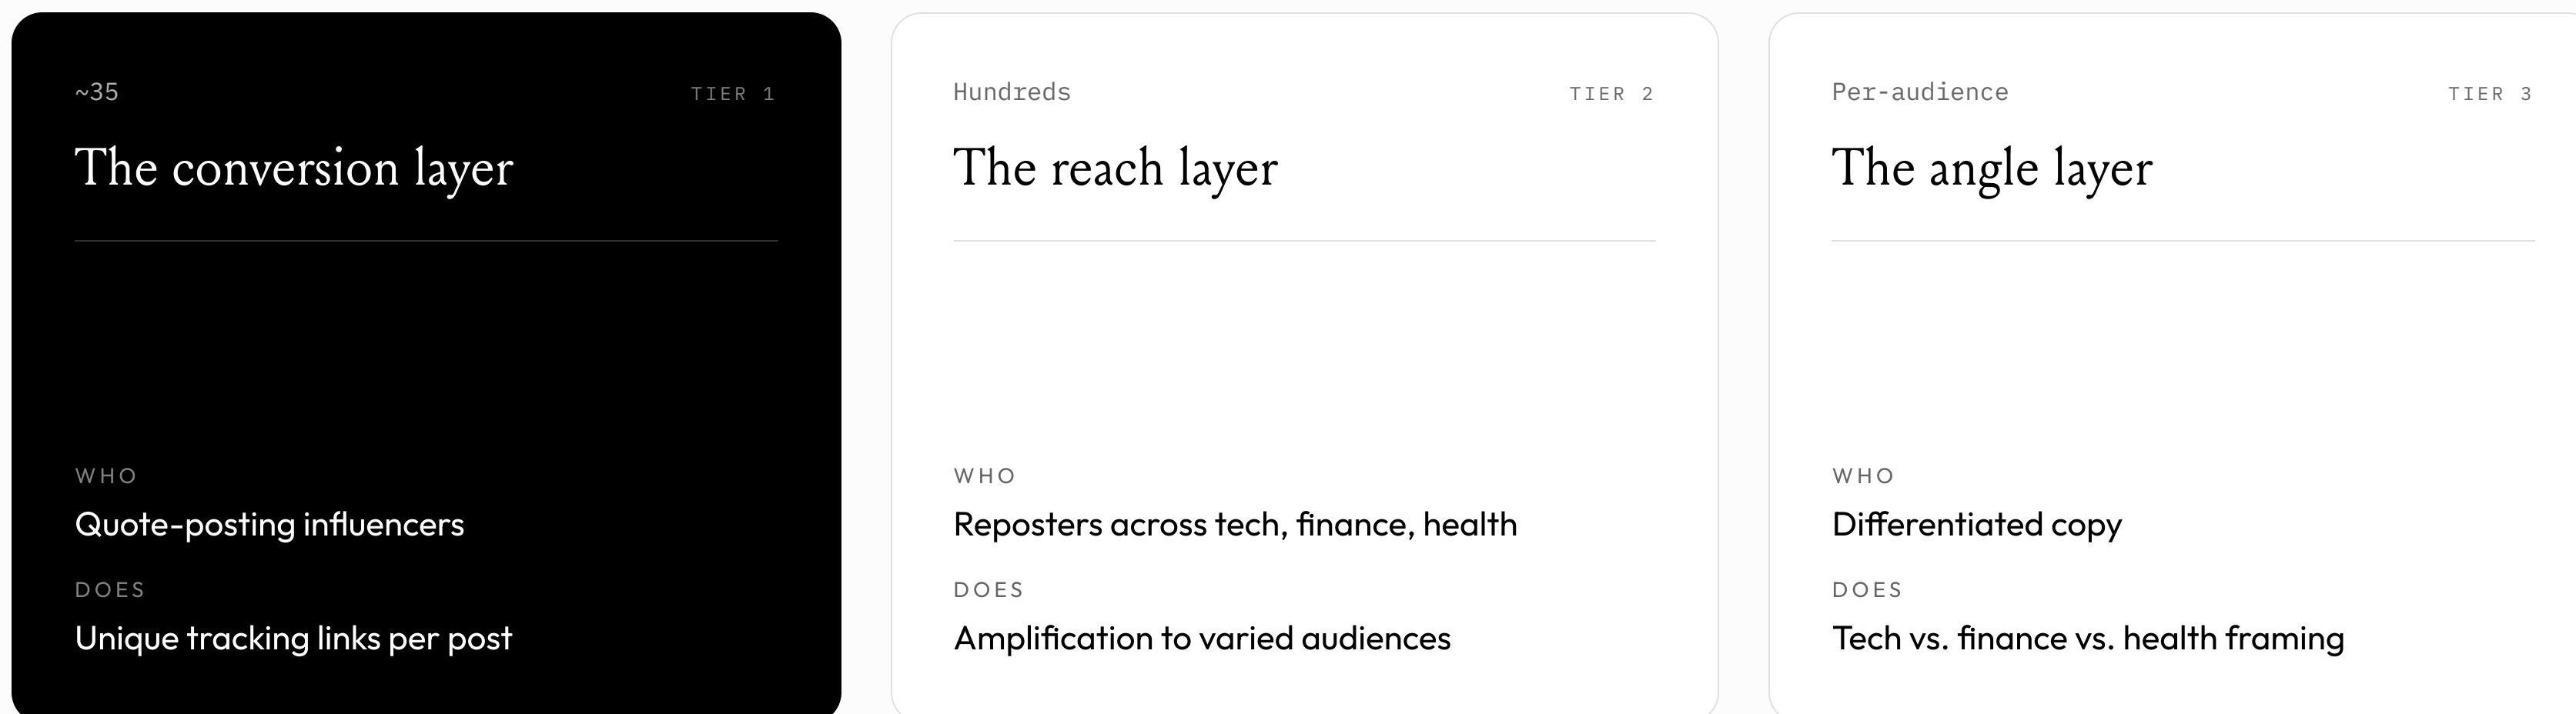 ~35
TIER 1
The conversion layer
WHO
Quote-posting influencers
DOES
Unique tracking links per post
Hundreds
TIER 2
The reach layer
WHO
Reposters across tech, finance, health
DOES
Amplification to varied audiences
Per-audience
TIER 3
The angle layer
WHO
Differentiated copy
DOES
Tech vs. finance vs. health framing